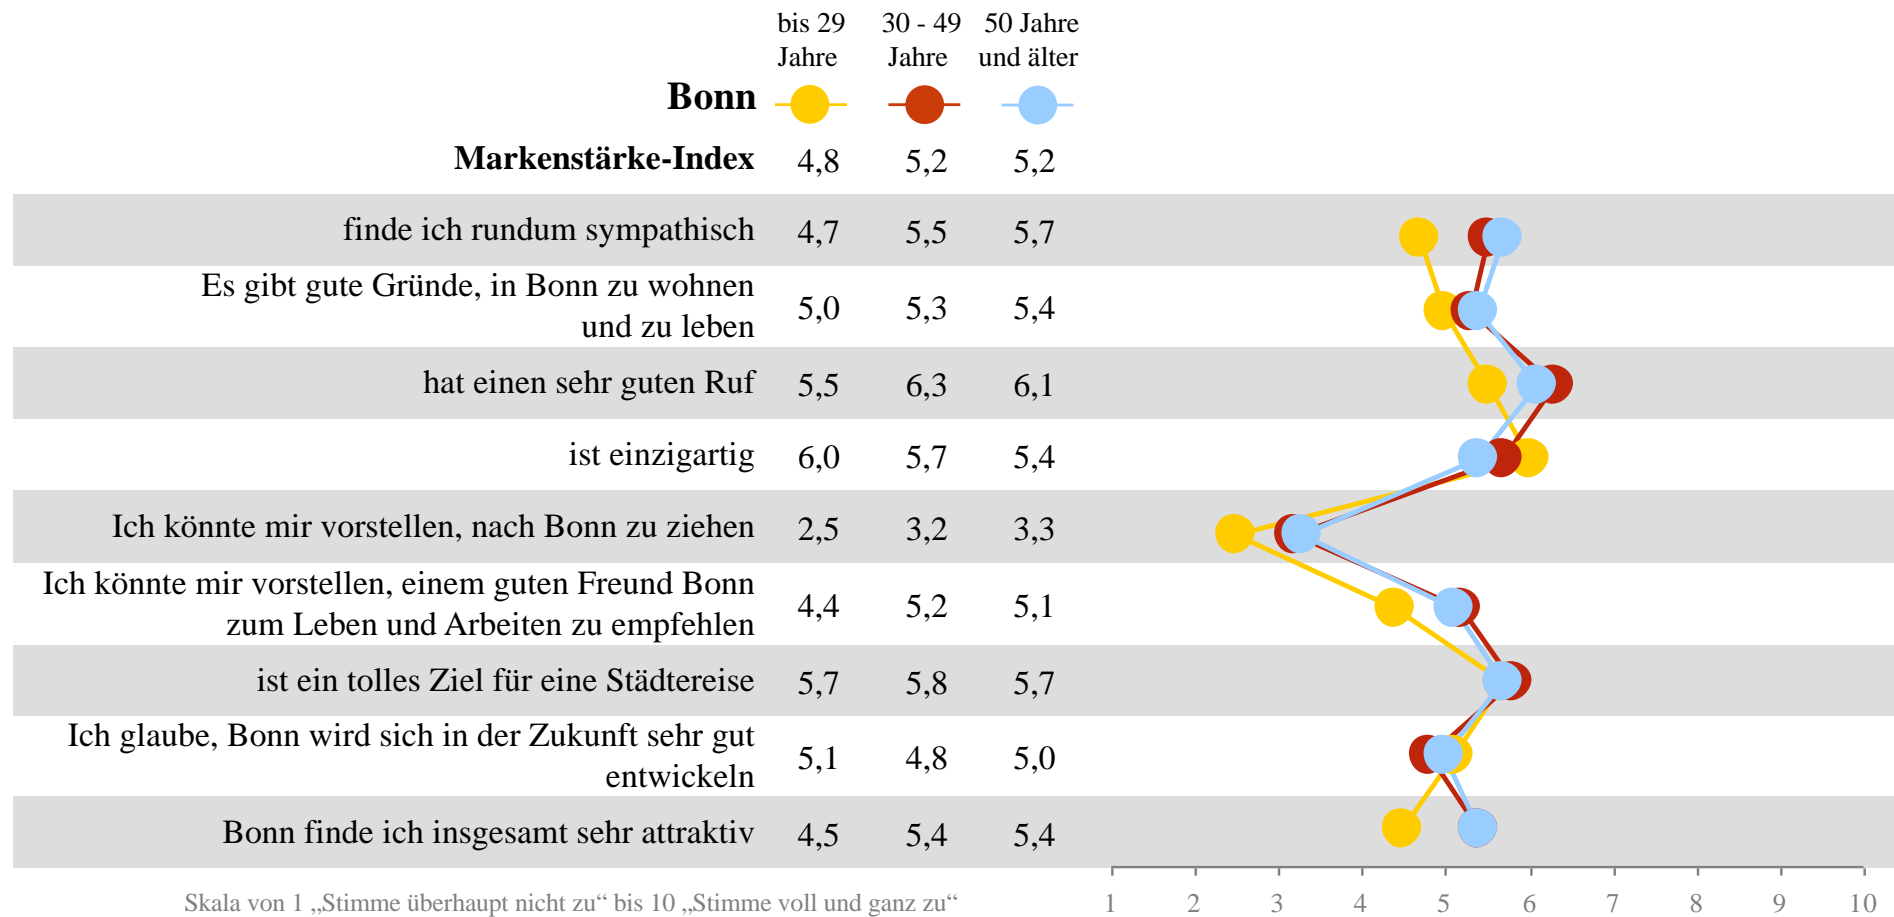 bis 29 30 - 49 50 Jahre
Jahre Jahre und älter
Bonn
Markenstärke-Index 4,8 5,2 5,2
finde ich rundum sympathisch 4,7 5,5 5,7
Es gibt gute Gründe, in Bonn zu wohnen
und zu leben 5,0 5,3 5,4
hat einen sehr guten Ruf 5,5 6,3 6,1
ist einzigartig 6,0 5,7 5,4
Ich könnte mir vorstellen, nach Bonn zu ziehen 2,5 3,2 3,3
Ich könnte mir vorstellen, einem guten Freund Bonn
zum Leben und Arbeiten zu empfehlen 4,4 5,2 5,1
ist ein tolles Ziel für eine Städtereise 5,7 5,8 5,7
Ich glaube, Bonn wird sich in der Zukunft sehr gut
entwickeln 5,1 4,8 5,0
Bonn finde ich insgesamt sehr attraktiv 4,5 5,4 5,4
Skala von 1 „Stimme überhaupt nicht zu“ bis 10 „Stimme voll und ganz zu“ 1 2 3 4 5 6 7 8 9 10